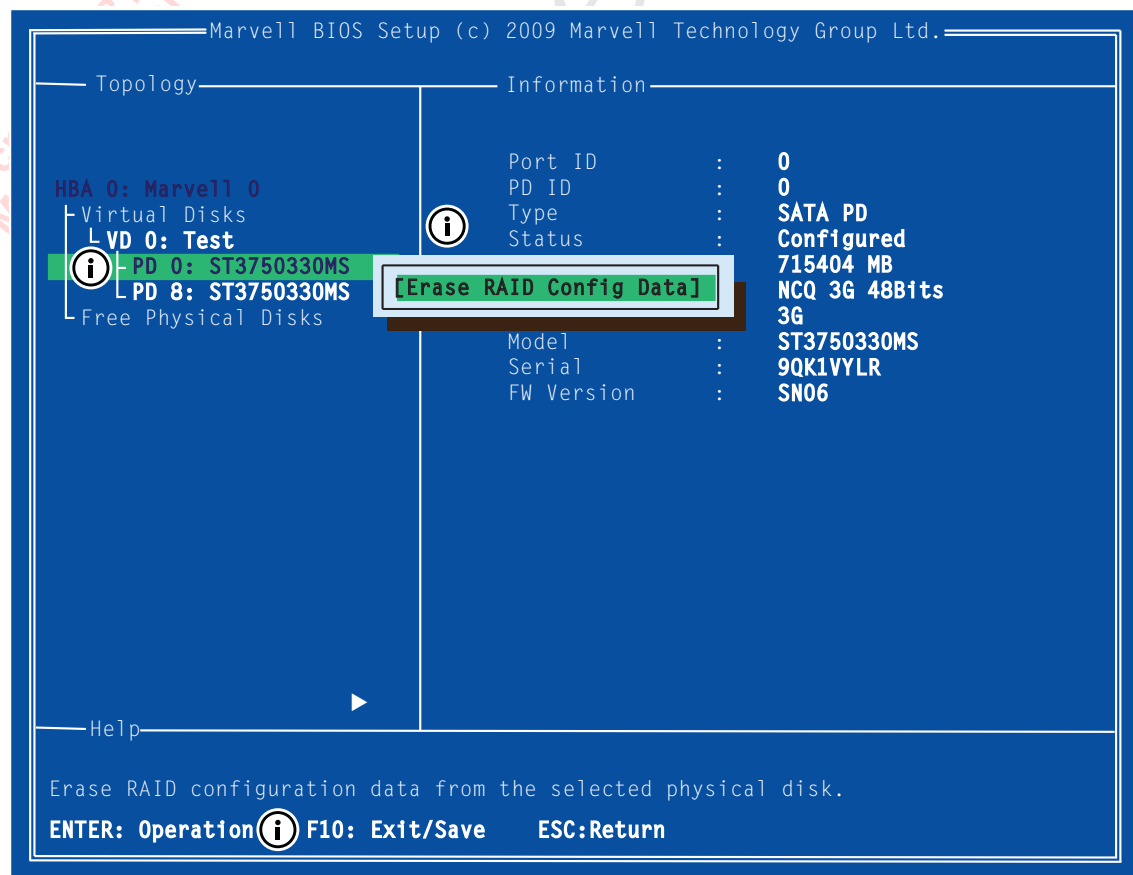 Marvell BIOS Setup (c) 2009 Marvell Technology Group Ltd.
Topology
HBA 0: Marvell 0
Virtual Disks
VD 0: Test
PD 0: ST3750330MS
PD 8: ST3750330MS
Free Physical Disks
Information
Port ID : 0
PD ID : 0
Type : SATA PD
Status : Configured
715404 MB
NCQ 3G 48Bits
3G
Model : ST3750330MS
Serial : 9QK1VYLR
FW Version : SN06
[Erase RAID Config Data]
Help
Erase RAID configuration data from the selected physical disk.
ENTER: Operation F10: Exit/Save ESC:Return